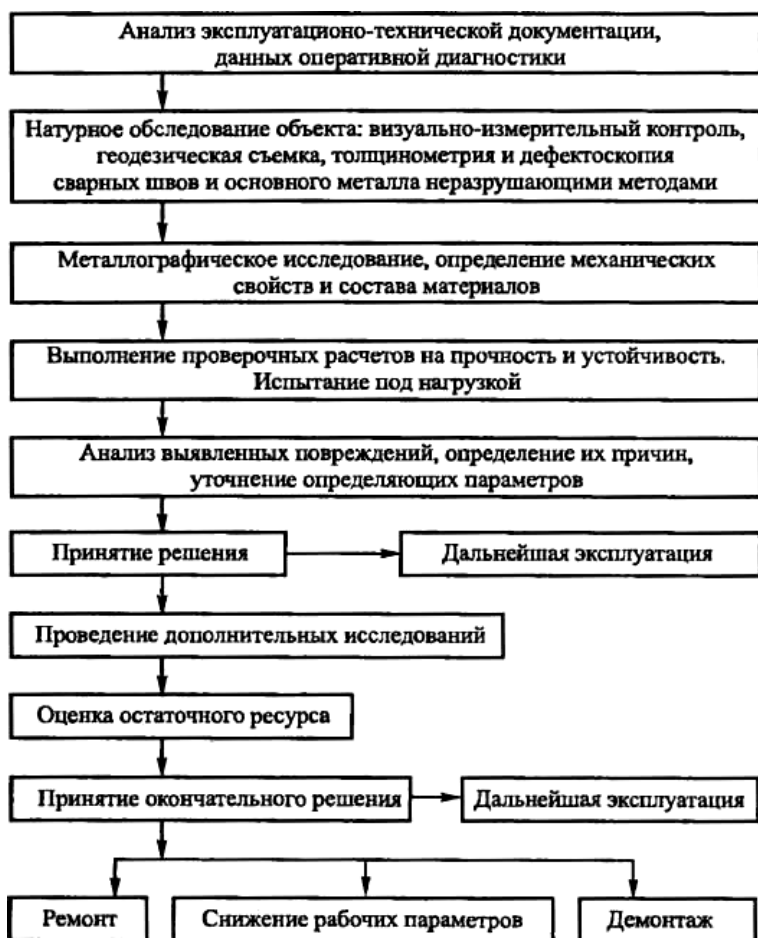 Анализ эксплуатационо-технической документации,
данных оперативной диагностики
Натурное обследование объекта: визуально-измерительный контроль,
геодезическая съемка, толщинометрия и дефектоскопия
сварных швов и основного металла неразрушающими методами
Металлографическое исследование, определение механических
свойств и состава материалов
Выполнение проверочных расчетов на прочность и устойчивость.
Испытание под нагрузкой
Анализ выявленных повреждений, определение их причин,
уточнение определяющих параметров
Принятие решения
Дальнейшая эксплуатация
Проведение дополнительных исследований
Оценка остаточного ресурса
Принятие окончательного решения
Дальнейшая эксплуатация
Ремонт
Снижение рабочих параметров
Демонтаж